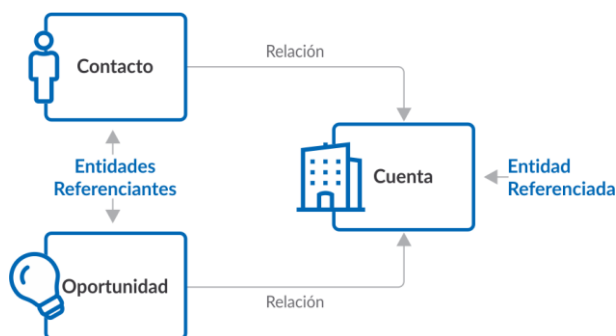 Contacto
Relación
Entidades
Referenciantes
Cuenta
Entidad
Referenciada
Oportunidad
Relación